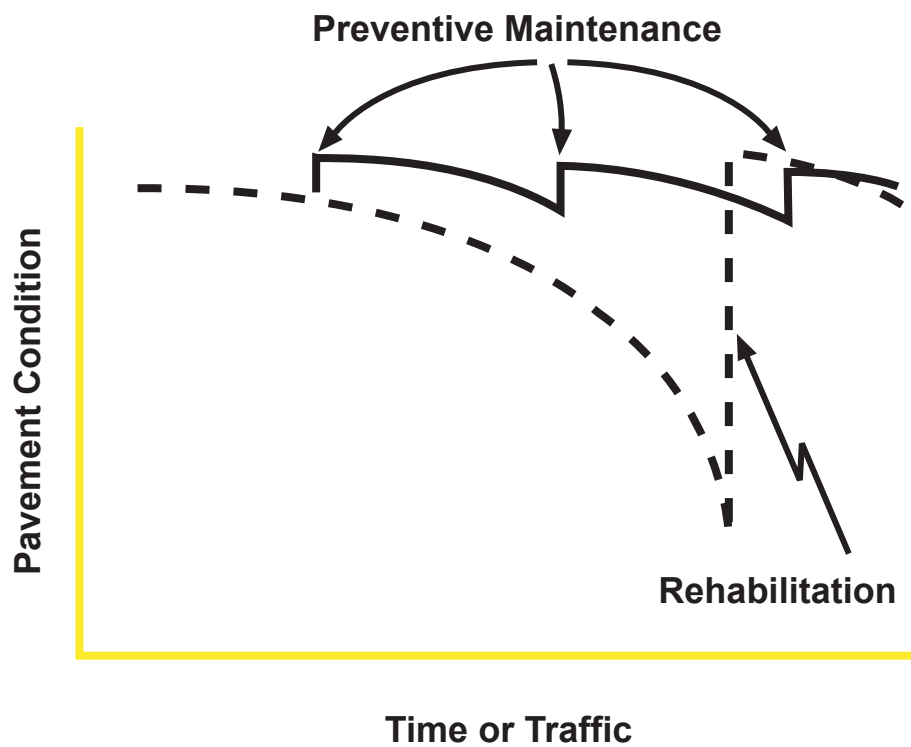 Preventive Maintenance
Pavement Condition
Rehabilitation
Time or Traffic